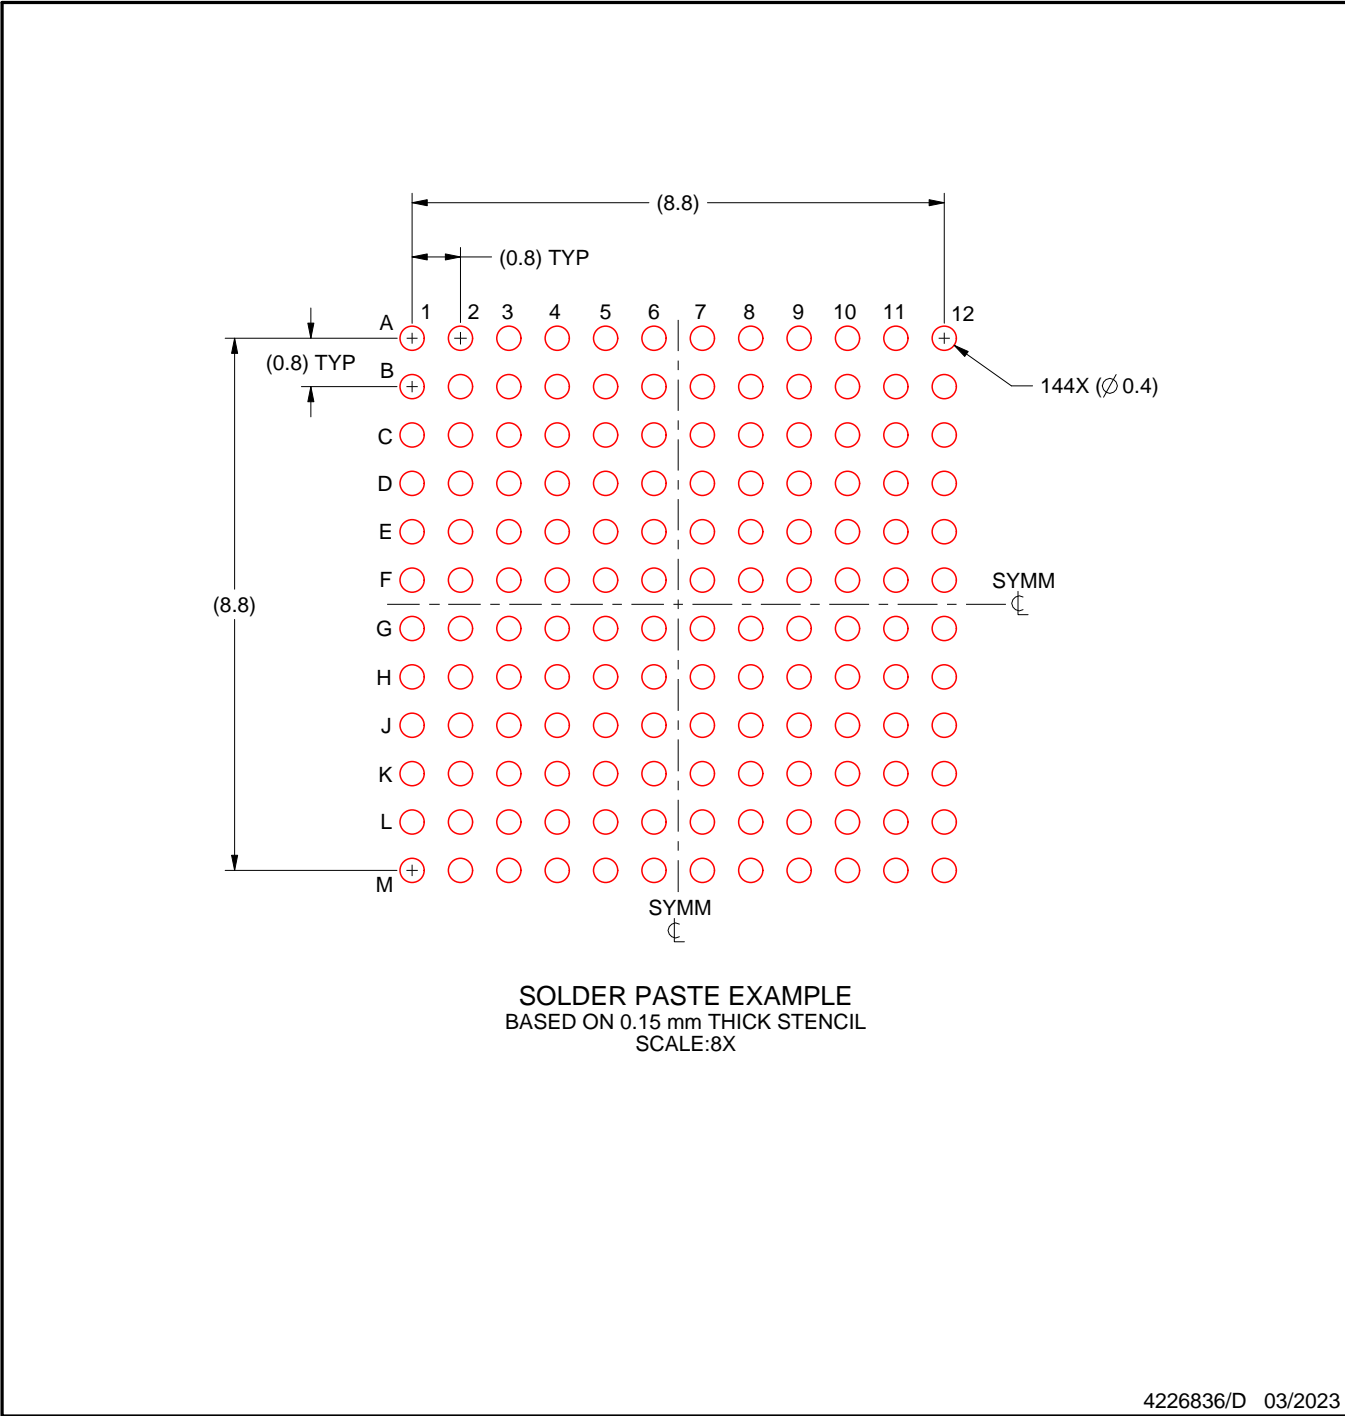 (8.8)
(0.8) TYP
1 2 3 4 5 6 7 8 9 10 11 12
A
(0.8) TYP
B
144X (∅ 0.4)
C
D
E
F
SYMM
℄
(8.8)
G
H
J
K
L
M
SYMM
℄
SOLDER PASTE EXAMPLE
BASED ON 0.15 mm THICK STENCIL
SCALE:8X
4226836/D 03/2023